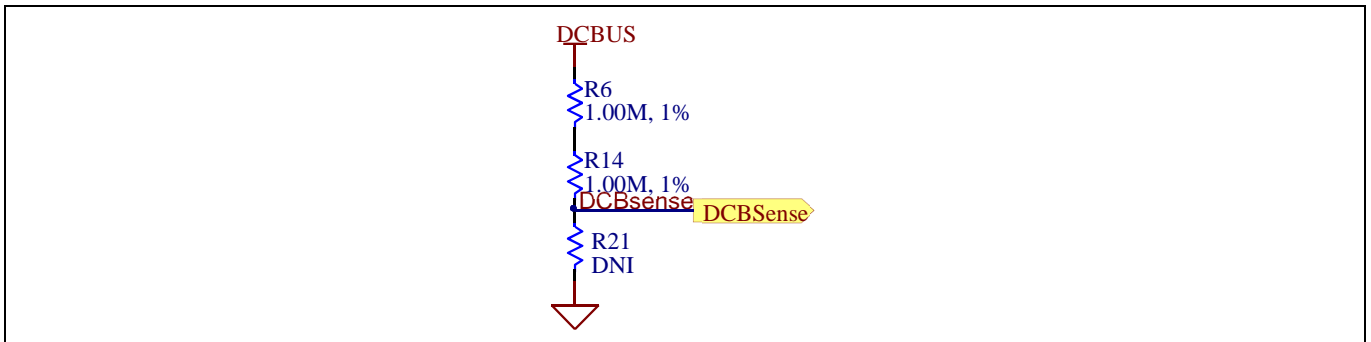 DCBUS
R6
1.00M, 1%
R14
1.00M, 1%
DCBsense
DCBSense
R21
DNI